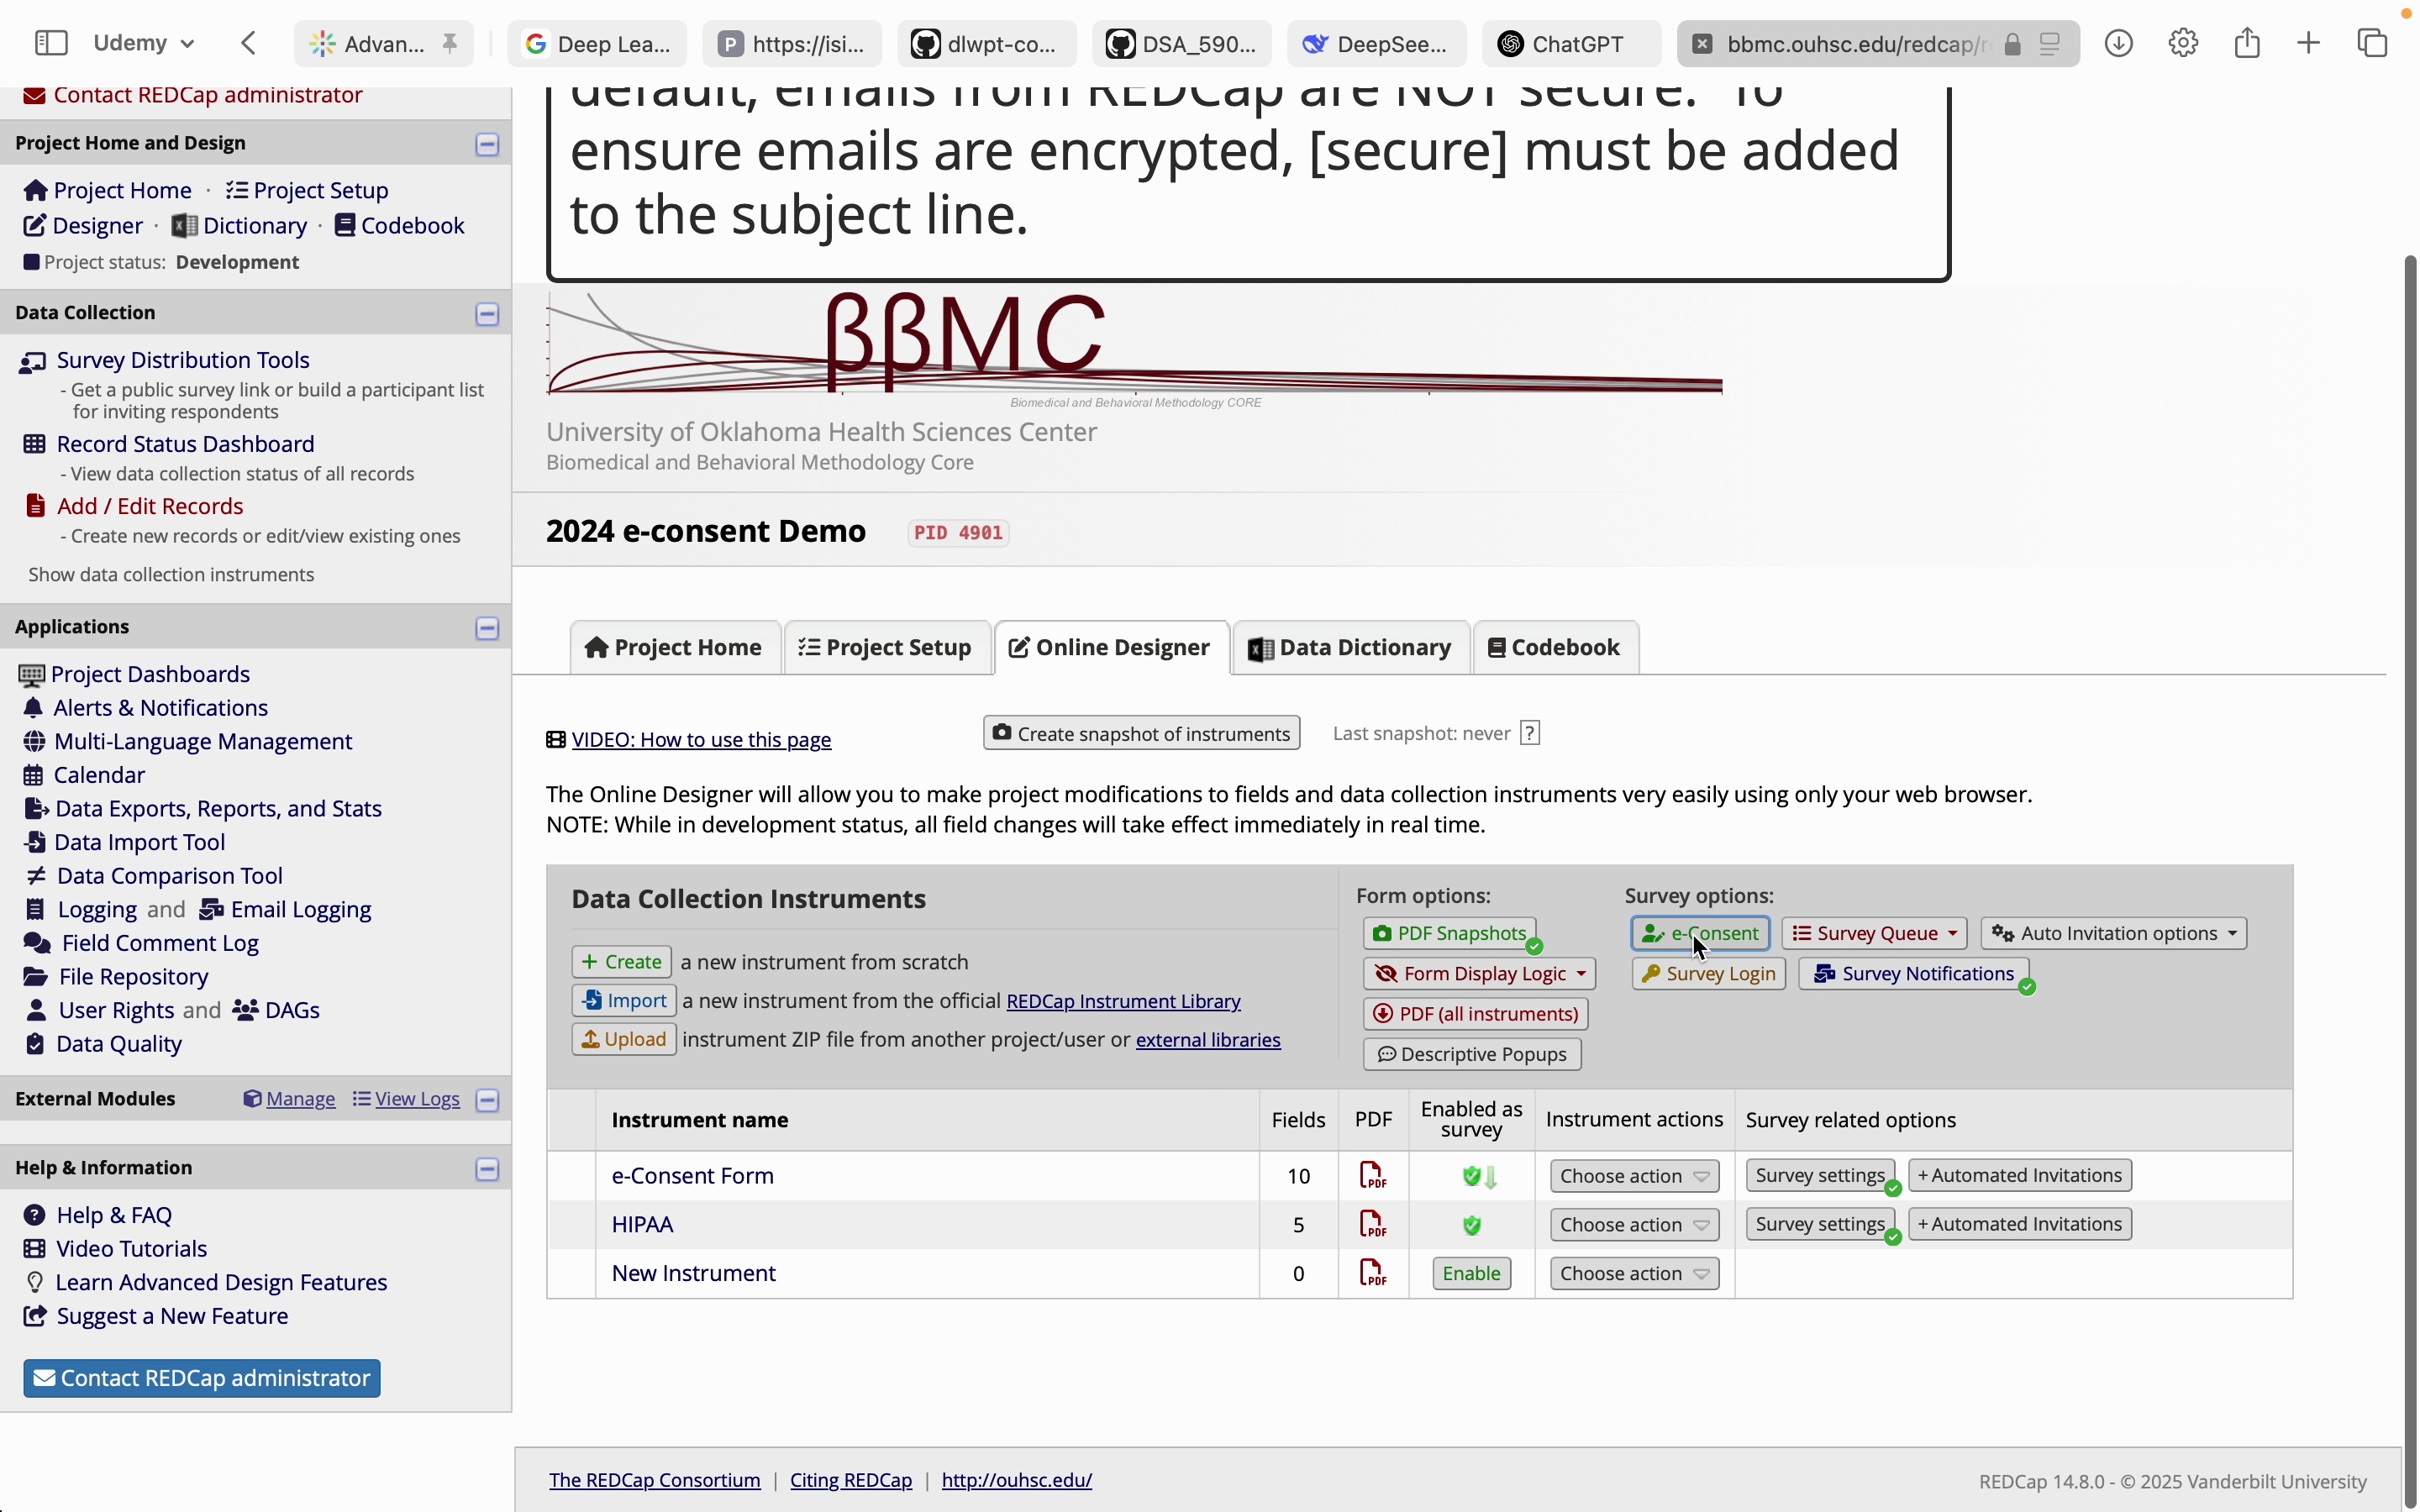 Udemy
Advan...
Deep Lea...
https://isi...
dlwpt-co...
DSA_590...
DeepSee...
ChatGPT
bbmc.ouhsc.edu/redcap/r
Contact REDCap administrator
Project Home and Design
Project Home · Project Setup
Designer · Dictionary · Codebook
Project status: Development
Data Collection
Survey Distribution Tools
- Get a public survey link or build a participant list
for inviting respondents
Record Status Dashboard
- View data collection status of all records
Add / Edit Records
- Create new records or edit/view existing ones
Show data collection instruments
Applications
Project Dashboards
Alerts & Notifications
Multi-Language Management
Calendar
Data Exports, Reports, and Stats
Data Import Tool
Data Comparison Tool
Logging and Email Logging
Field Comment Log
File Repository
User Rights and DAGs
Data Quality
External Modules Manage View Logs
Help & Information
Help & FAQ
Video Tutorials
Learn Advanced Design Features
Suggest a New Feature
Contact REDCap administrator
default, emails from REDCap are NOT secure. To
ensure emails are encrypted, [secure] must be added
to the subject line.
ββMC
Biomedical and Behavioral Methodology CORE
University of Oklahoma Health Sciences Center
Biomedical and Behavioral Methodology Core
2024 e-consent Demo PID 4901
Project Home Project Setup Online Designer Data Dictionary Codebook
VIDEO: How to use this page Create snapshot of instruments Last snapshot: never ?
The Online Designer will allow you to make project modifications to fields and data collection instruments very easily using only your web browser.
NOTE: While in development status, all field changes will take effect immediately in real time.
Data Collection Instruments
+ Create a new instrument from scratch
Import a new instrument from the official REDCap Instrument Library
Upload instrument ZIP file from another project/user or external libraries
Form options:
PDF Snapshots
Form Display Logic
PDF (all instruments)
Descriptive Popups
Survey options:
e-Consent Survey Queue Auto Invitation options
Survey Login Survey Notifications
Instrument name Fields PDF Enabled as survey Instrument actions Survey related options
e-Consent Form 10 PDF Choose action Survey settings + Automated Invitations
HIPAA 5 PDF Choose action Survey settings + Automated Invitations
New Instrument 0 PDF Enable Choose action
The REDCap Consortium | Citing REDCap | http://ouhsc.edu/
REDCap 14.8.0 - © 2025 Vanderbilt University